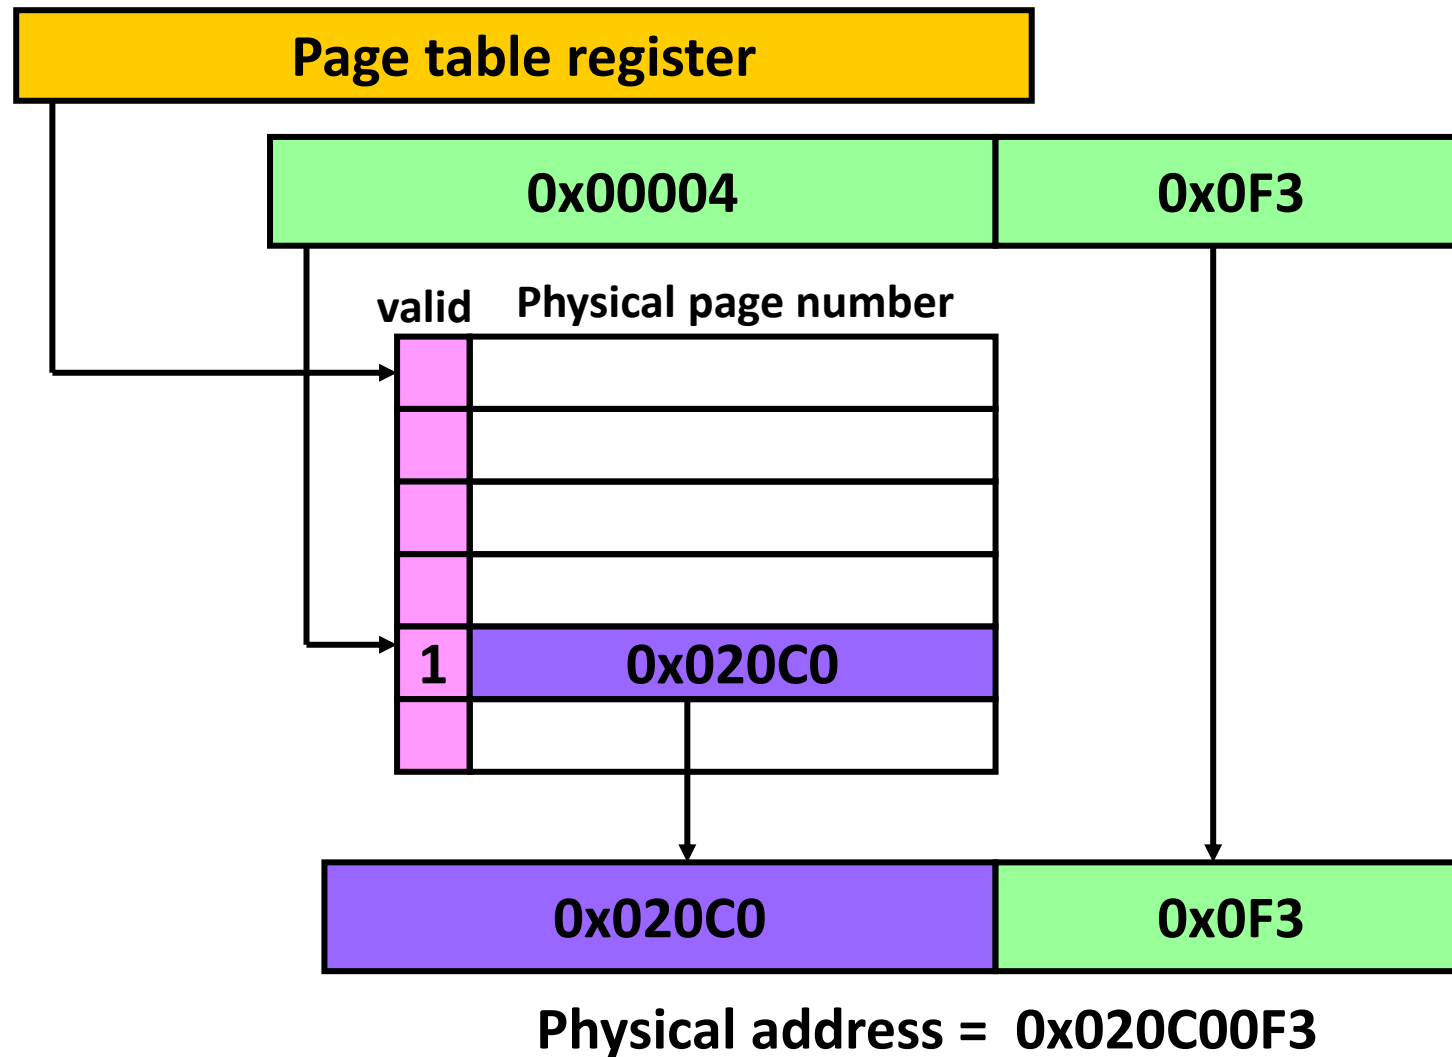 Page table register
0x00004 0x0F3
valid Physical page number
1 0x020C0
0x020C0 0x0F3
Physical address = 0x020C00F3